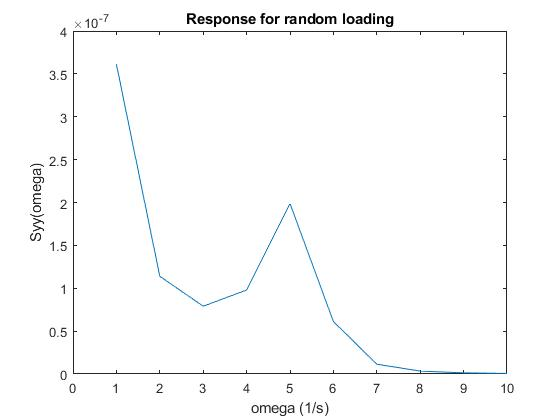 Response for random loading
×10^-7
4
3.5
3
2.5
2
1.5
1
0.5
0
Syy(omega)
0 1 2 3 4 5 6 7 8 9 10
omega (1/s)